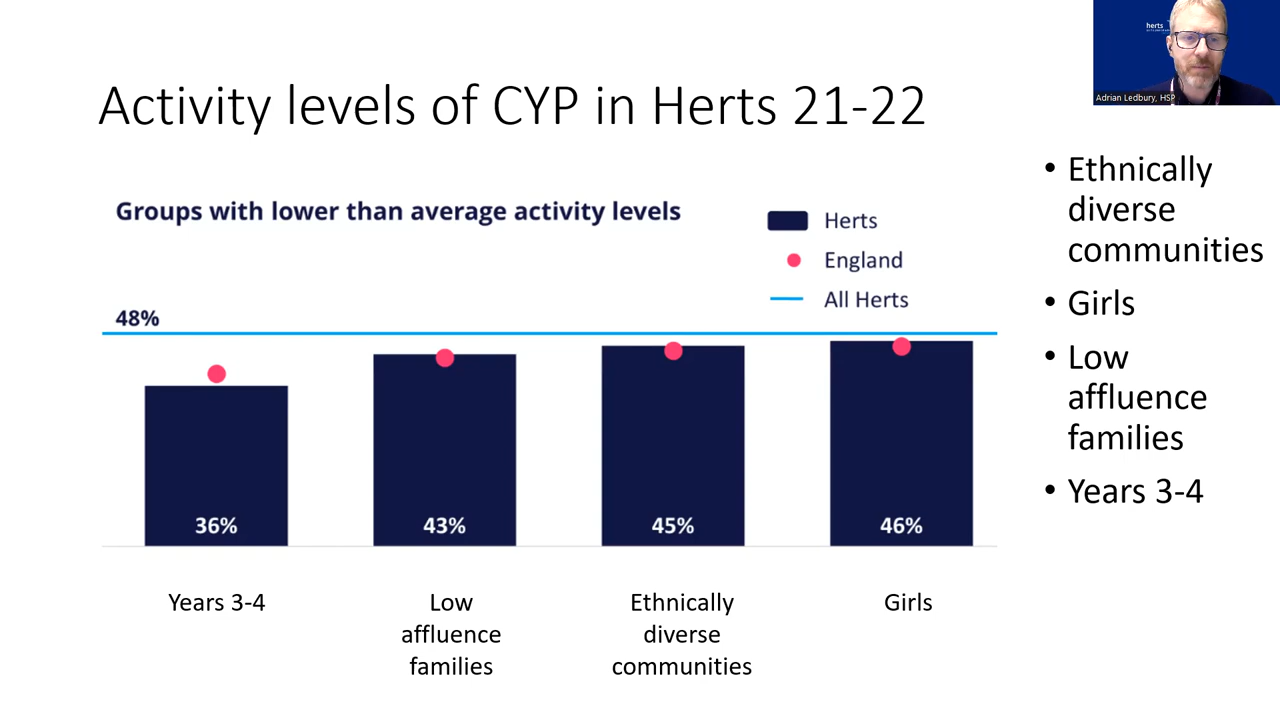 herts
Adrian Ledbury, HSP
Activity levels of CYP in Herts 21-22
Groups with lower than average activity levels
Herts
England
All Herts
48%
36%
43%
45%
46%
Years 3-4
Low
affluence
families
Ethnically
diverse
communities
Girls
• Ethnically
diverse
communities
• Girls
• Low
affluence
families
• Years 3-4